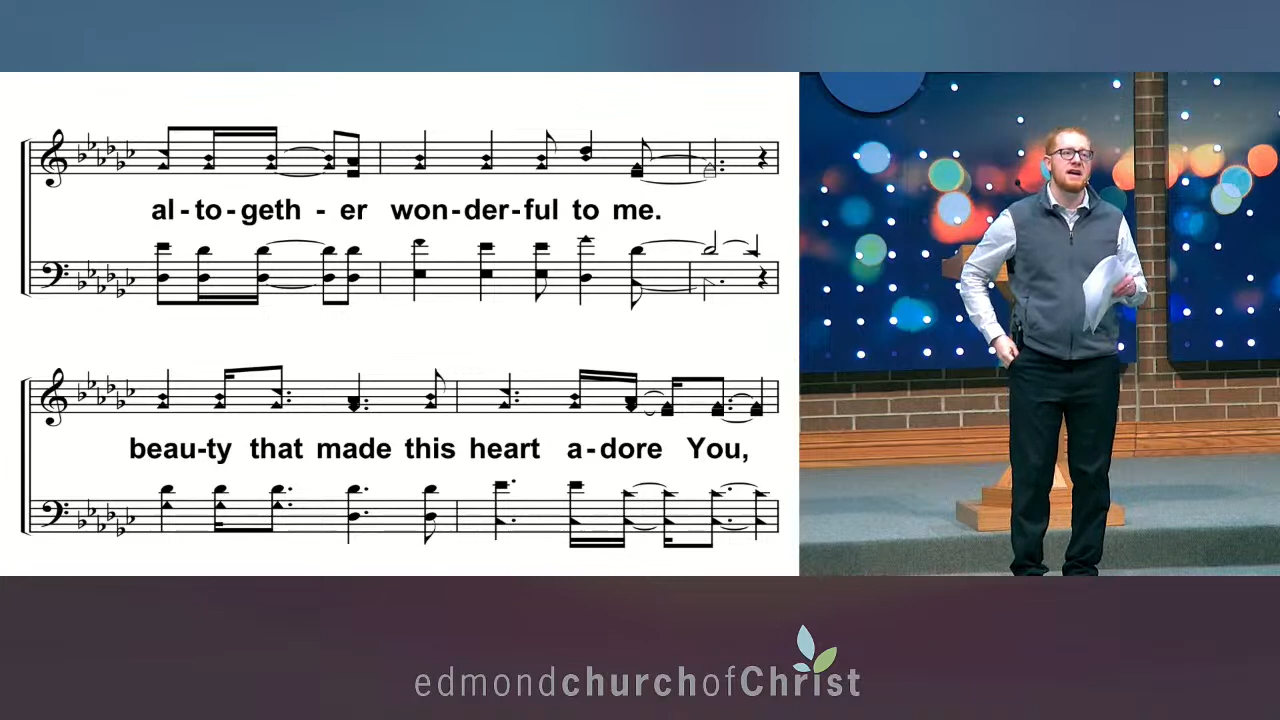 al-to-geth-er won-der-ful to me.
beau-ty that made this heart a-dore You,
edmondchurchofChrist